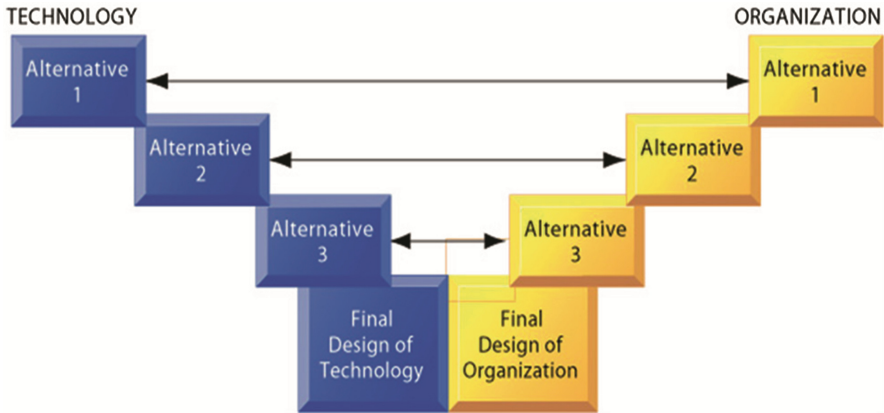 TECHNOLOGY
ORGANIZATION
Alternative
1
Alternative
1
Alternative
2
Alternative
2
Alternative
3
Alternative
3
Final
Design of
Technology
Final
Design of
Organization